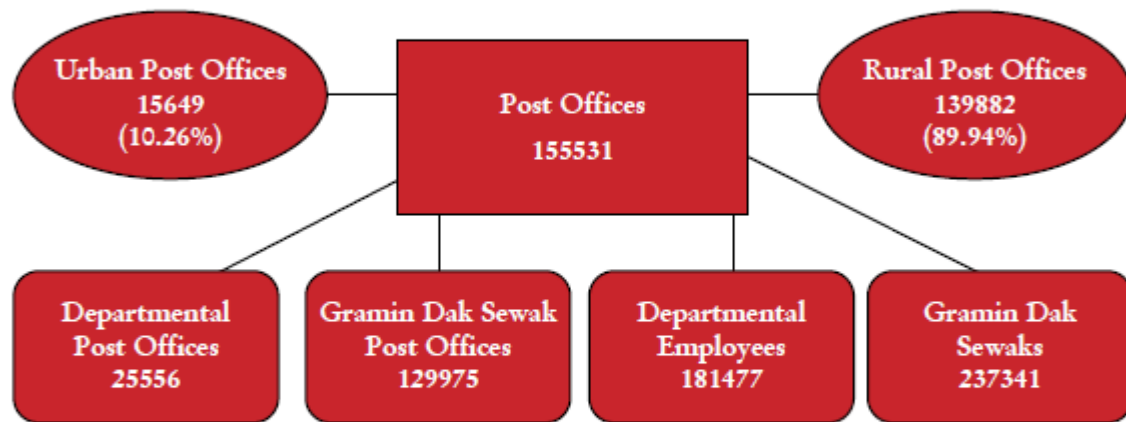 Urban Post Offices
15649
(10.26%)
Post Offices
155531
Rural Post Offices
139882
(89.94%)
Departmental
Post Offices
25556
Gramin Dak Sewak
Post Offices
129975
Departmental
Employees
181477
Gramin Dak
Sewaks
237341